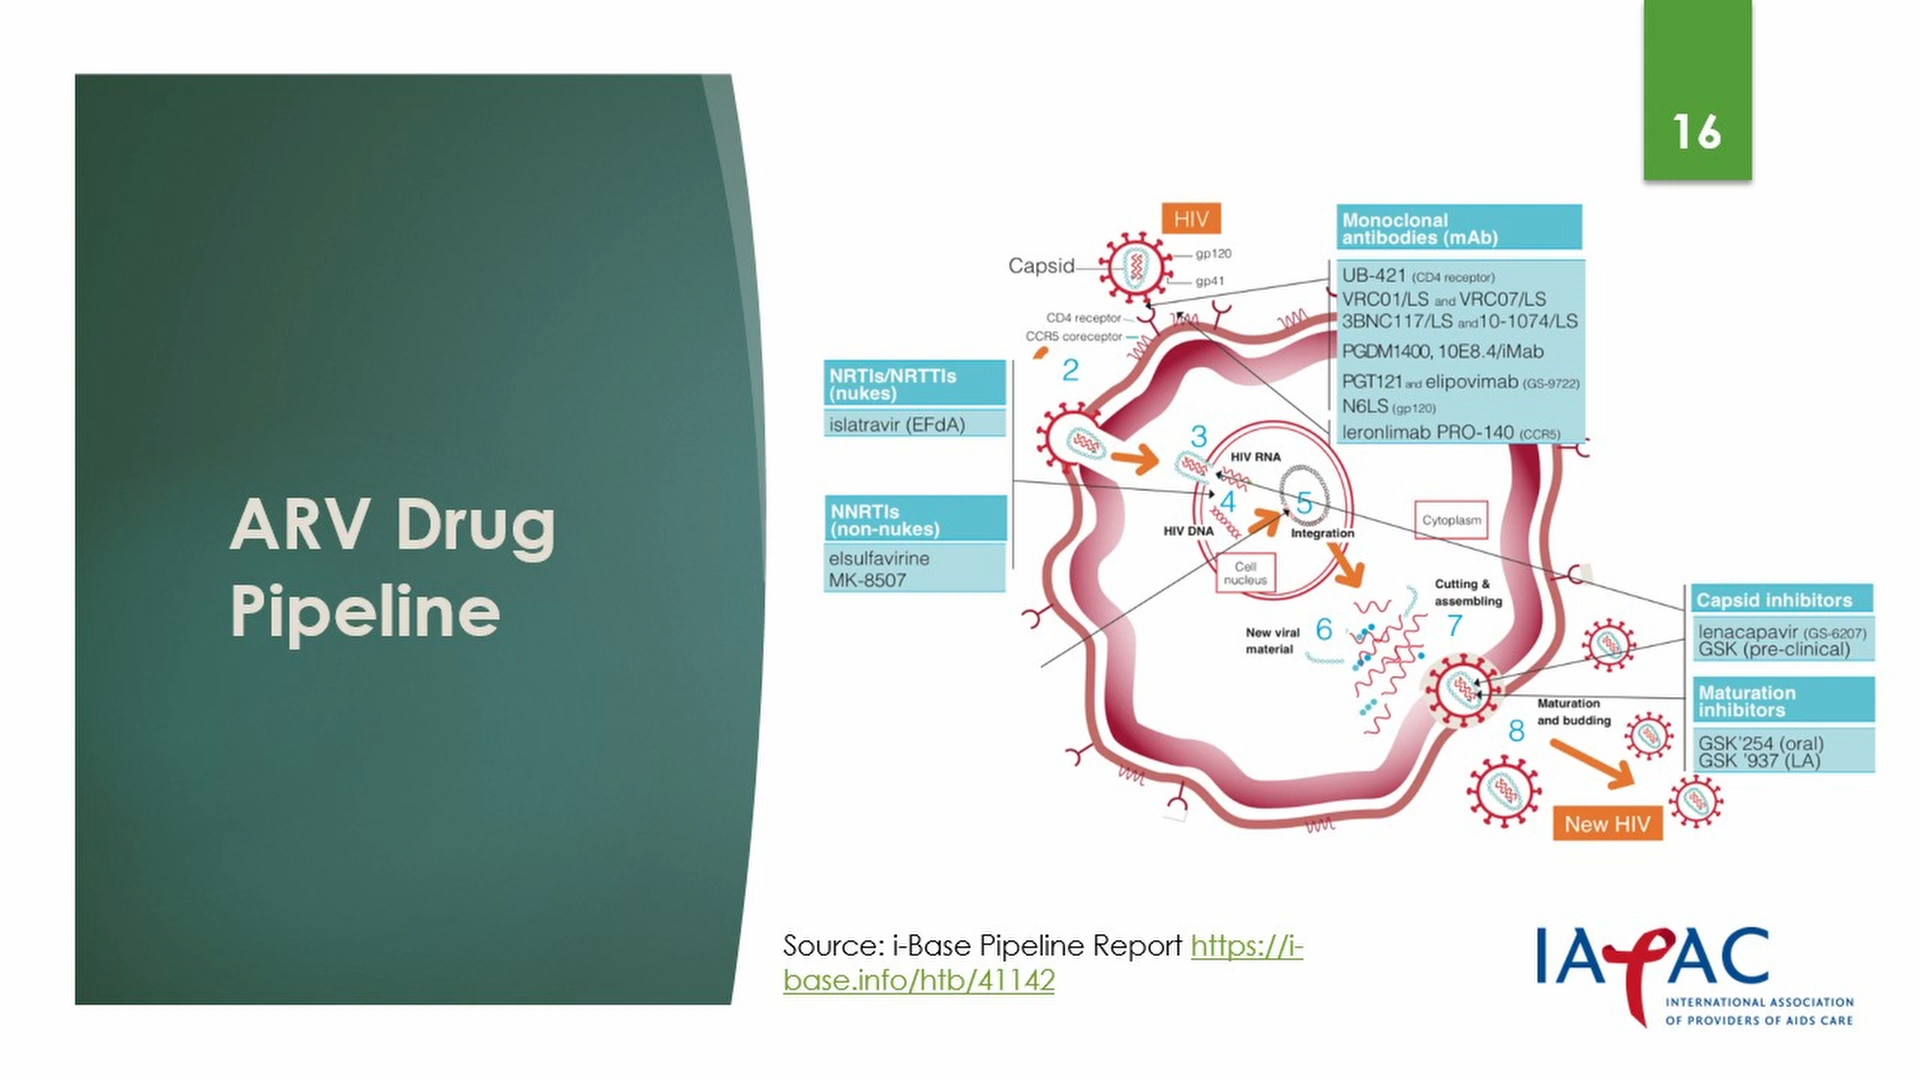 16
ARV Drug
Pipeline
HIV
Capsid
gp120
gp41
CD4 receptor
CCR5 coreceptor
2
Monoclonal
antibodies (mAb)
UB-421 (CD4 receptor)
VRC01/LS and VRC07/LS
3BNC117/LS and10-1074/LS
PGDM1400, 10E8.4/iMab
PGT121 and elipovimab (GS-9722)
N6LS (gp120)
leronlimab PRO-140 (CCR5)
NRTIs/NRTTIs
(nukes)
islatravir (EFdA)
NNRTIs
(non-nukes)
elsulfavirine
MK-8507
3
HIV RNA
4
5
HIV DNA
Integration
Cell
nucleus
Cytoplasm
Cutting &
assembling
6
7
New viral
material
Capsid inhibitors
lenacapavir (GS-6207)
GSK (pre-clinical)
Maturation
inhibitors
GSK'254 (oral)
GSK '937 (LA)
Maturation
and budding
8
New HIV
Source: i-Base Pipeline Report https://i-
base.info/htb/41142
IAPAC
INTERNATIONAL ASSOCIATION
OF PROVIDERS OF AIDS CARE